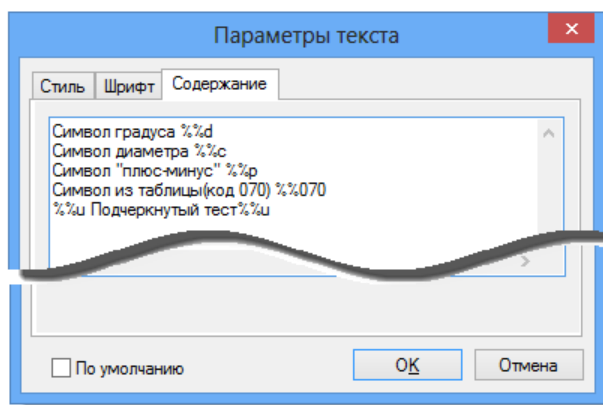 Параметры текста
Стиль Шрифт Содержание
Символ градуса %%d
Символ диаметра %%c
Символ "плюс-минус" %%p
Символ из таблицы(код 070) %%070
%%u Подчеркнутый тест%%u
По умолчанию
OK
Отмена